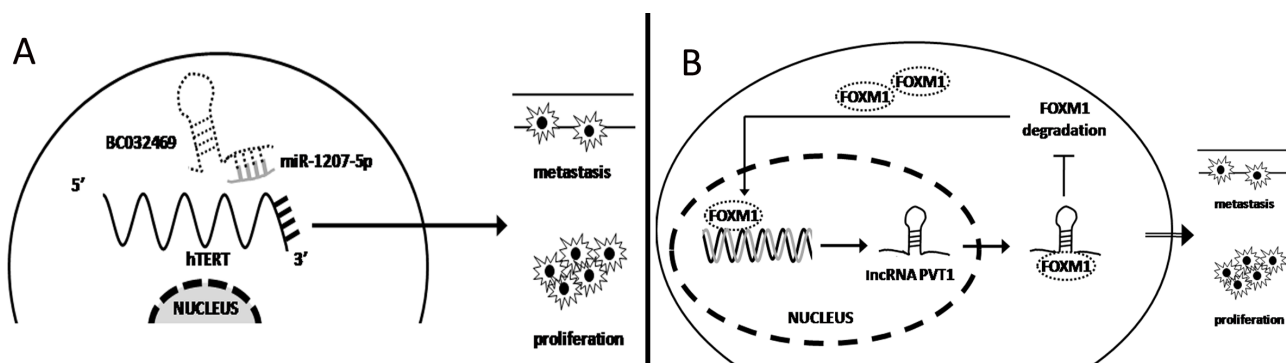 A
BC032469
miR-1207-5p
5’
hTERT
3’
NUCLEUS
metastasis
proliferation
B
FOXM1
FOXM1
FOXM1
degradation
FOXM1
lncRNA PVT1
FOXM1
NUCLEUS
metastasis
proliferation